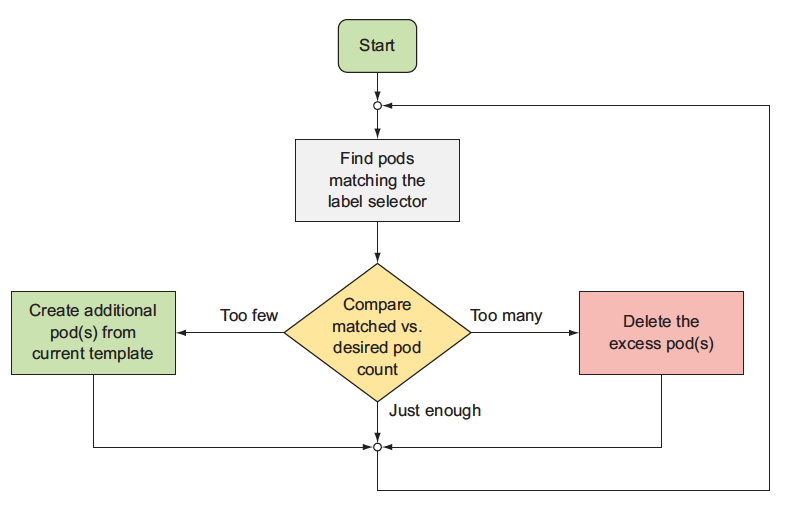 Start
Find pods
matching the
label selector
Create additional
pod(s) from
current template
Too few
Compare
matched vs.
desired pod
count
Too many
Delete the
excess pod(s)
Just enough